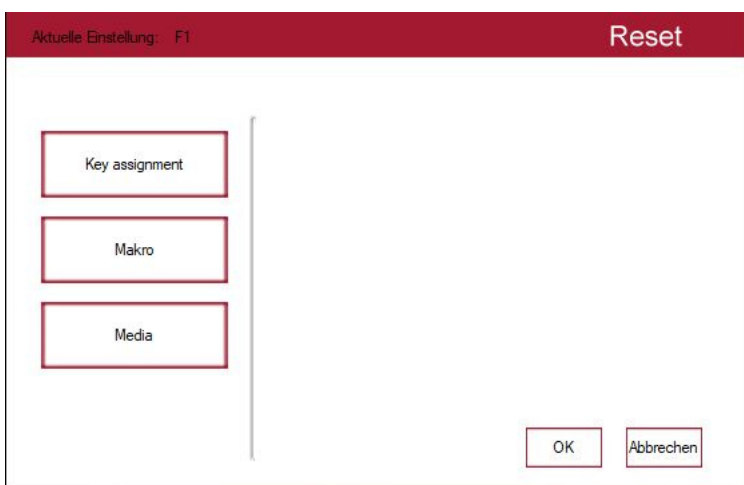 Aktuelle Einstellung: F1
Reset
Key assignment
Makro
Media
OK
Abbrechen